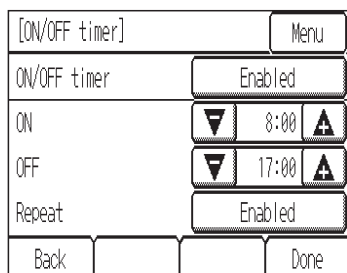 [ON/OFF timer] Menu
ON/OFF timer Enabled
ON 8:00
OFF 17:00
Repeat Enabled
Back Done